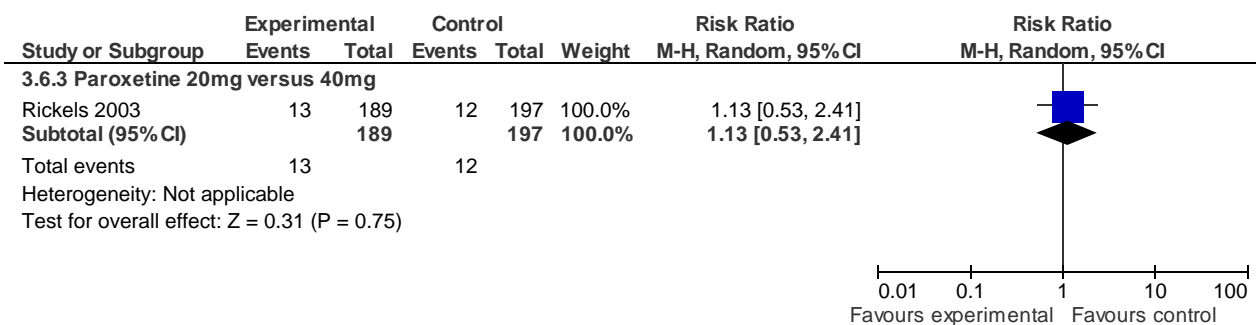 Experimental Control Risk Ratio Risk Ratio
Study or Subgroup Events Total Events Total Weight M-H, Random, 95% CI M-H, Random, 95% CI
3.6.3 Paroxetine 20mg versus 40mg
Rickels 2003 13 189 12 197 100.0% 1.13 [0.53, 2.41]
Subtotal (95% CI) 189 197 100.0% 1.13 [0.53, 2.41]
Total events 13 12
Heterogeneity: Not applicable
Test for overall effect: Z = 0.31 (P = 0.75)
0.01 0.1 1 10 100
Favours experimental Favours control